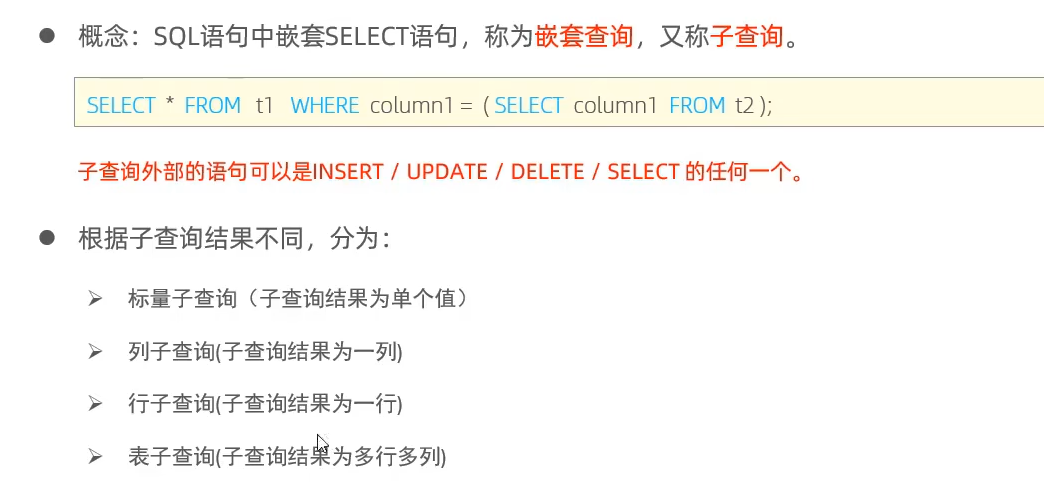 概念：SQL语句中嵌套SELECT语句，称为嵌套查询，又称子查询。
SELECT * FROM t1 WHERE column1 = ( SELECT column1 FROM t2 );
子查询外部的语句可以是INSERT / UPDATE / DELETE / SELECT 的任何一个。
根据子查询结果不同，分为：
标量子查询（子查询结果为单个值）
列子查询(子查询结果为一列)
行子查询(子查询结果为一行)
表子查询(子查询结果为多行多列)